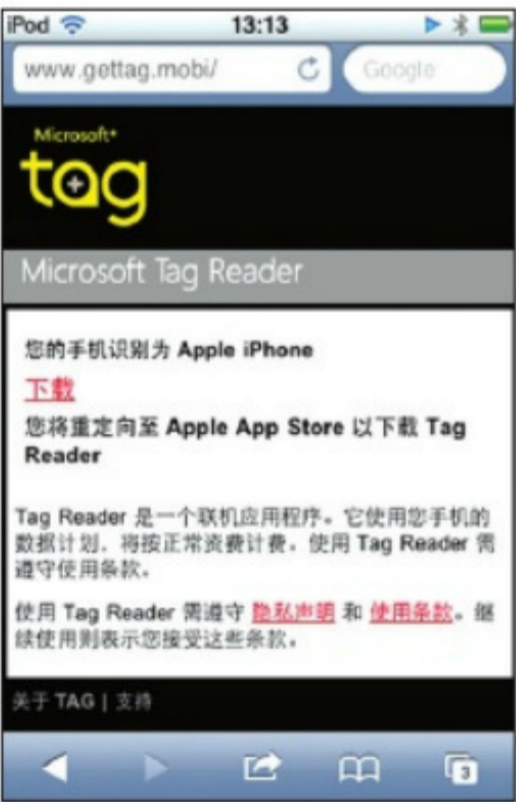 iPod 13:13
www.gettag.mobi/ Google
Microsoft®
tag
Microsoft Tag Reader
您的手机识别为 Apple iPhone
下载
您将重定向至 Apple App Store 以下载 Tag
Reader
Tag Reader 是一个联机应用程序。它使用您手机的
数据计划，将按正常资费计费。使用 Tag Reader 需
遵守使用条款。
使用 Tag Reader 需遵守 隐私声明 和 使用条款。继
续使用则表示您接受这些条款。
关于 TAG | 支持
3